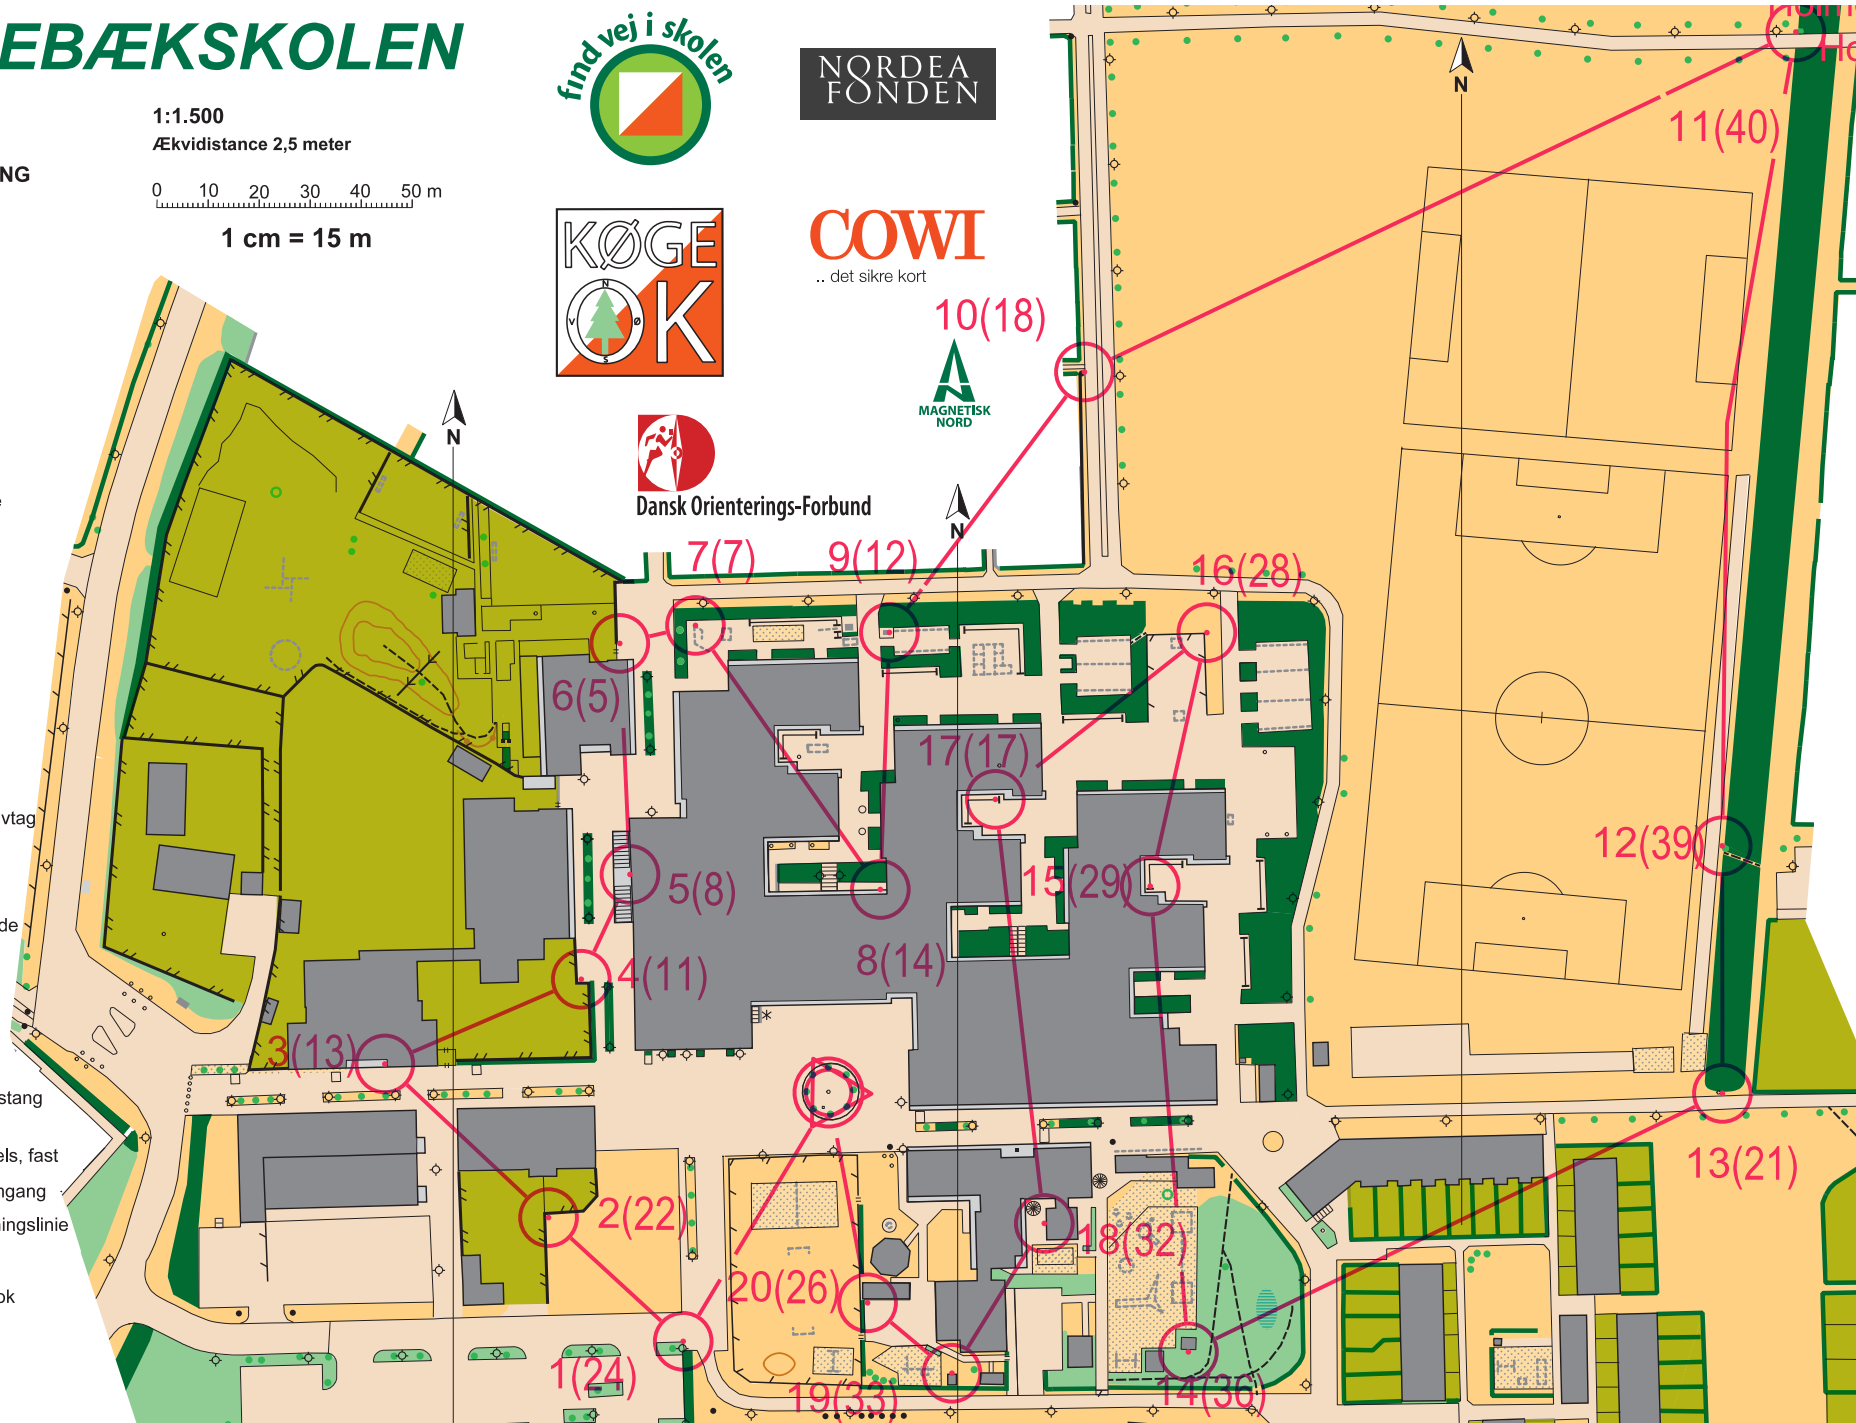 EBÆKSKOLEN
1:1.500
Ækvidistance 2,5 meter
NG
0 10 20 30 40 50 m
1 cm = 15 m
find vej i skolen
NORDEA
FONDEN
KØGE
OK
N
V
Ø
S
COWI
.. det sikre kort
MAGNETISK
NORD
Dansk Orienterings-Forbund
N
N
N
11(40)
10(18)
7(7)
9(12)
16(28)
6(5)
17(17)
vtag
12(39)
5(8)
15(29)
de
8(14)
4(11)
3(13)
stang
els, fast
ngang
ningslinie
13(21)
2(22)
18(32)
20(26)
ok
1(24)
19(33)
14(36)